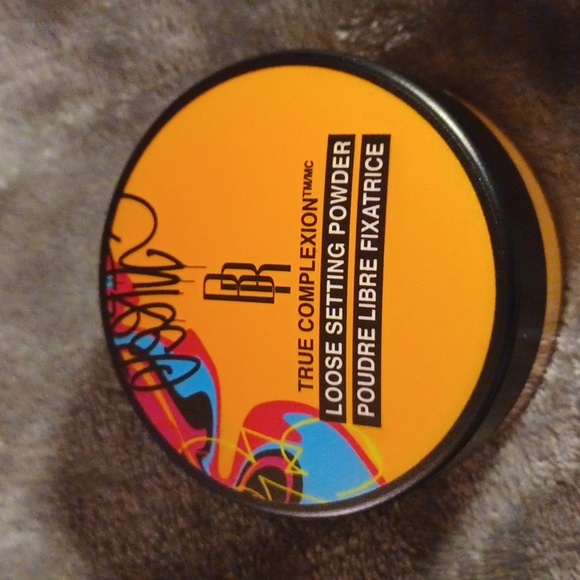 BR
TRUE COMPLEXION™/MC
LOOSE SETTING POWDER
POUDRE LIBRE FIXATRICE